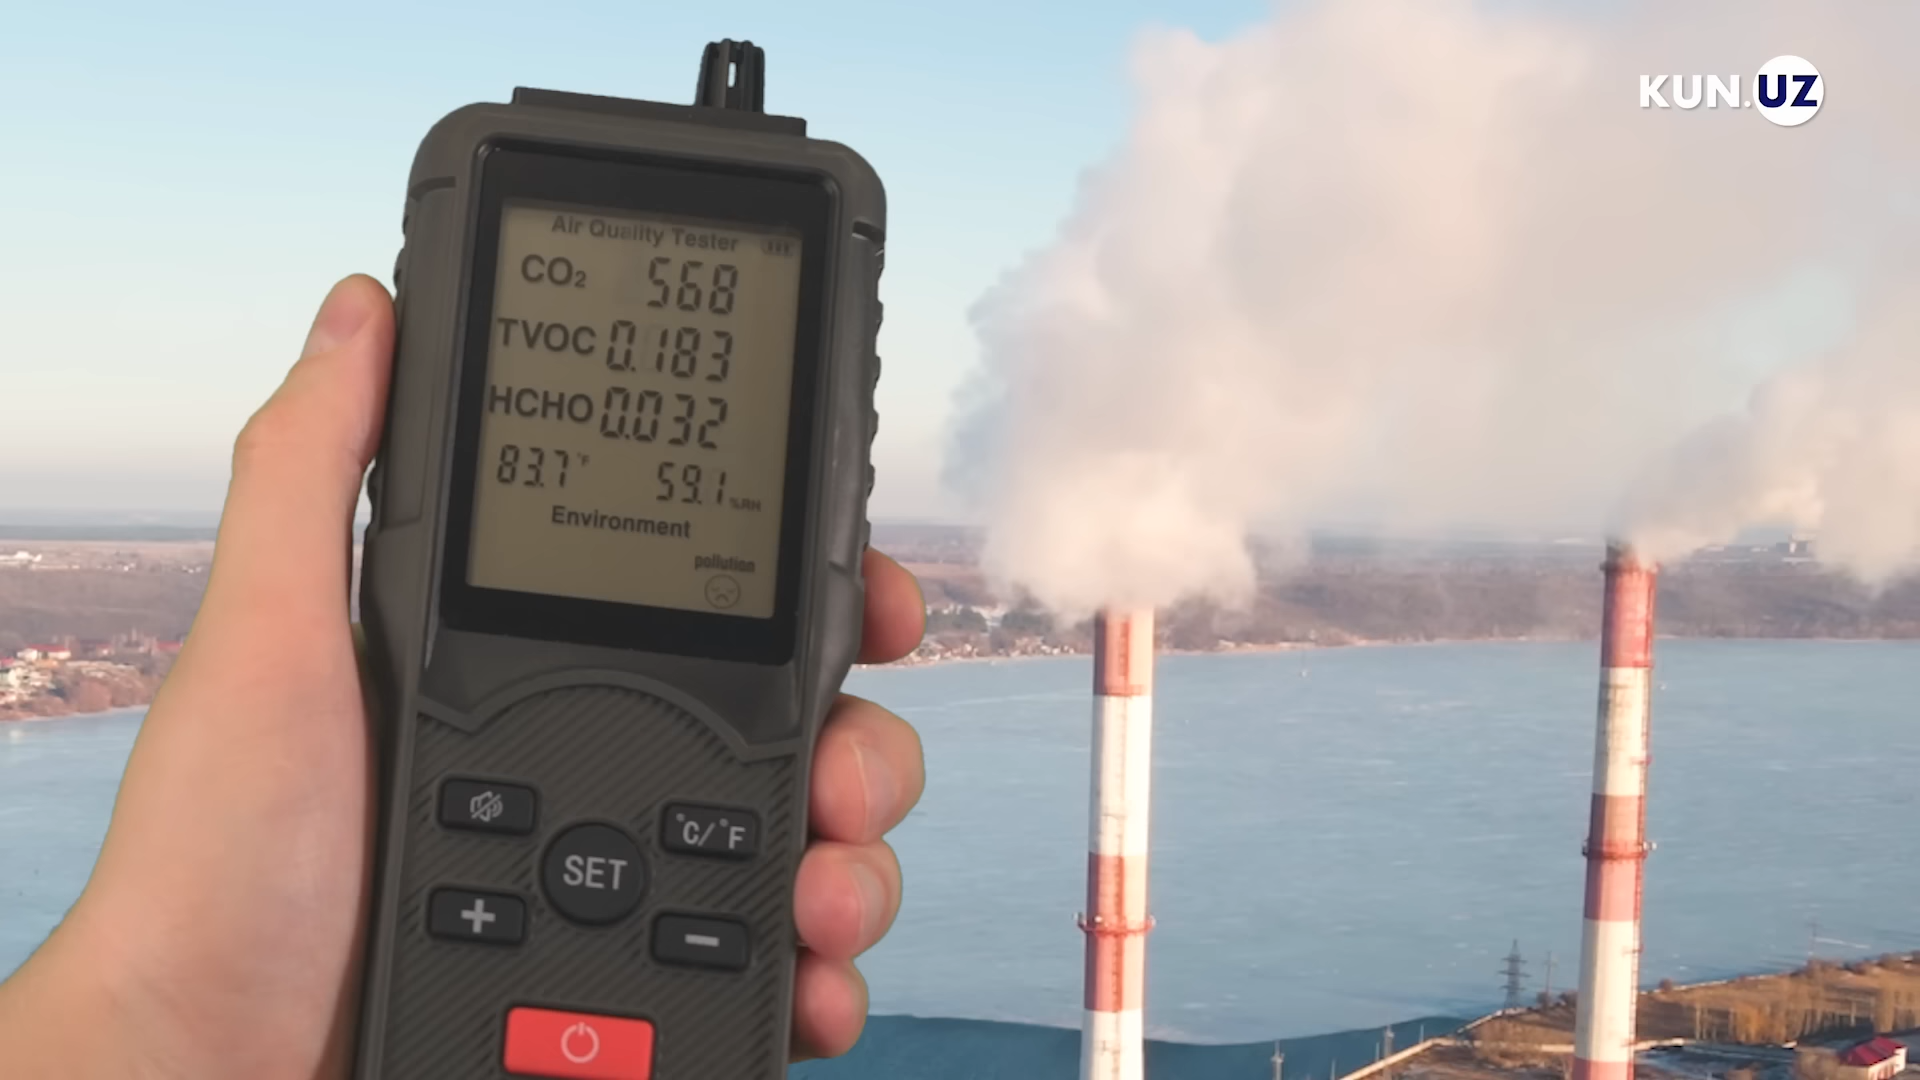 KUN.UZ
Air Quality Tester
CO₂ 568
TVOC 0.183
HCHO 0.032
83.7 °F 59.1 %RH
Environment
pollution
°C/°F
SET
+
−